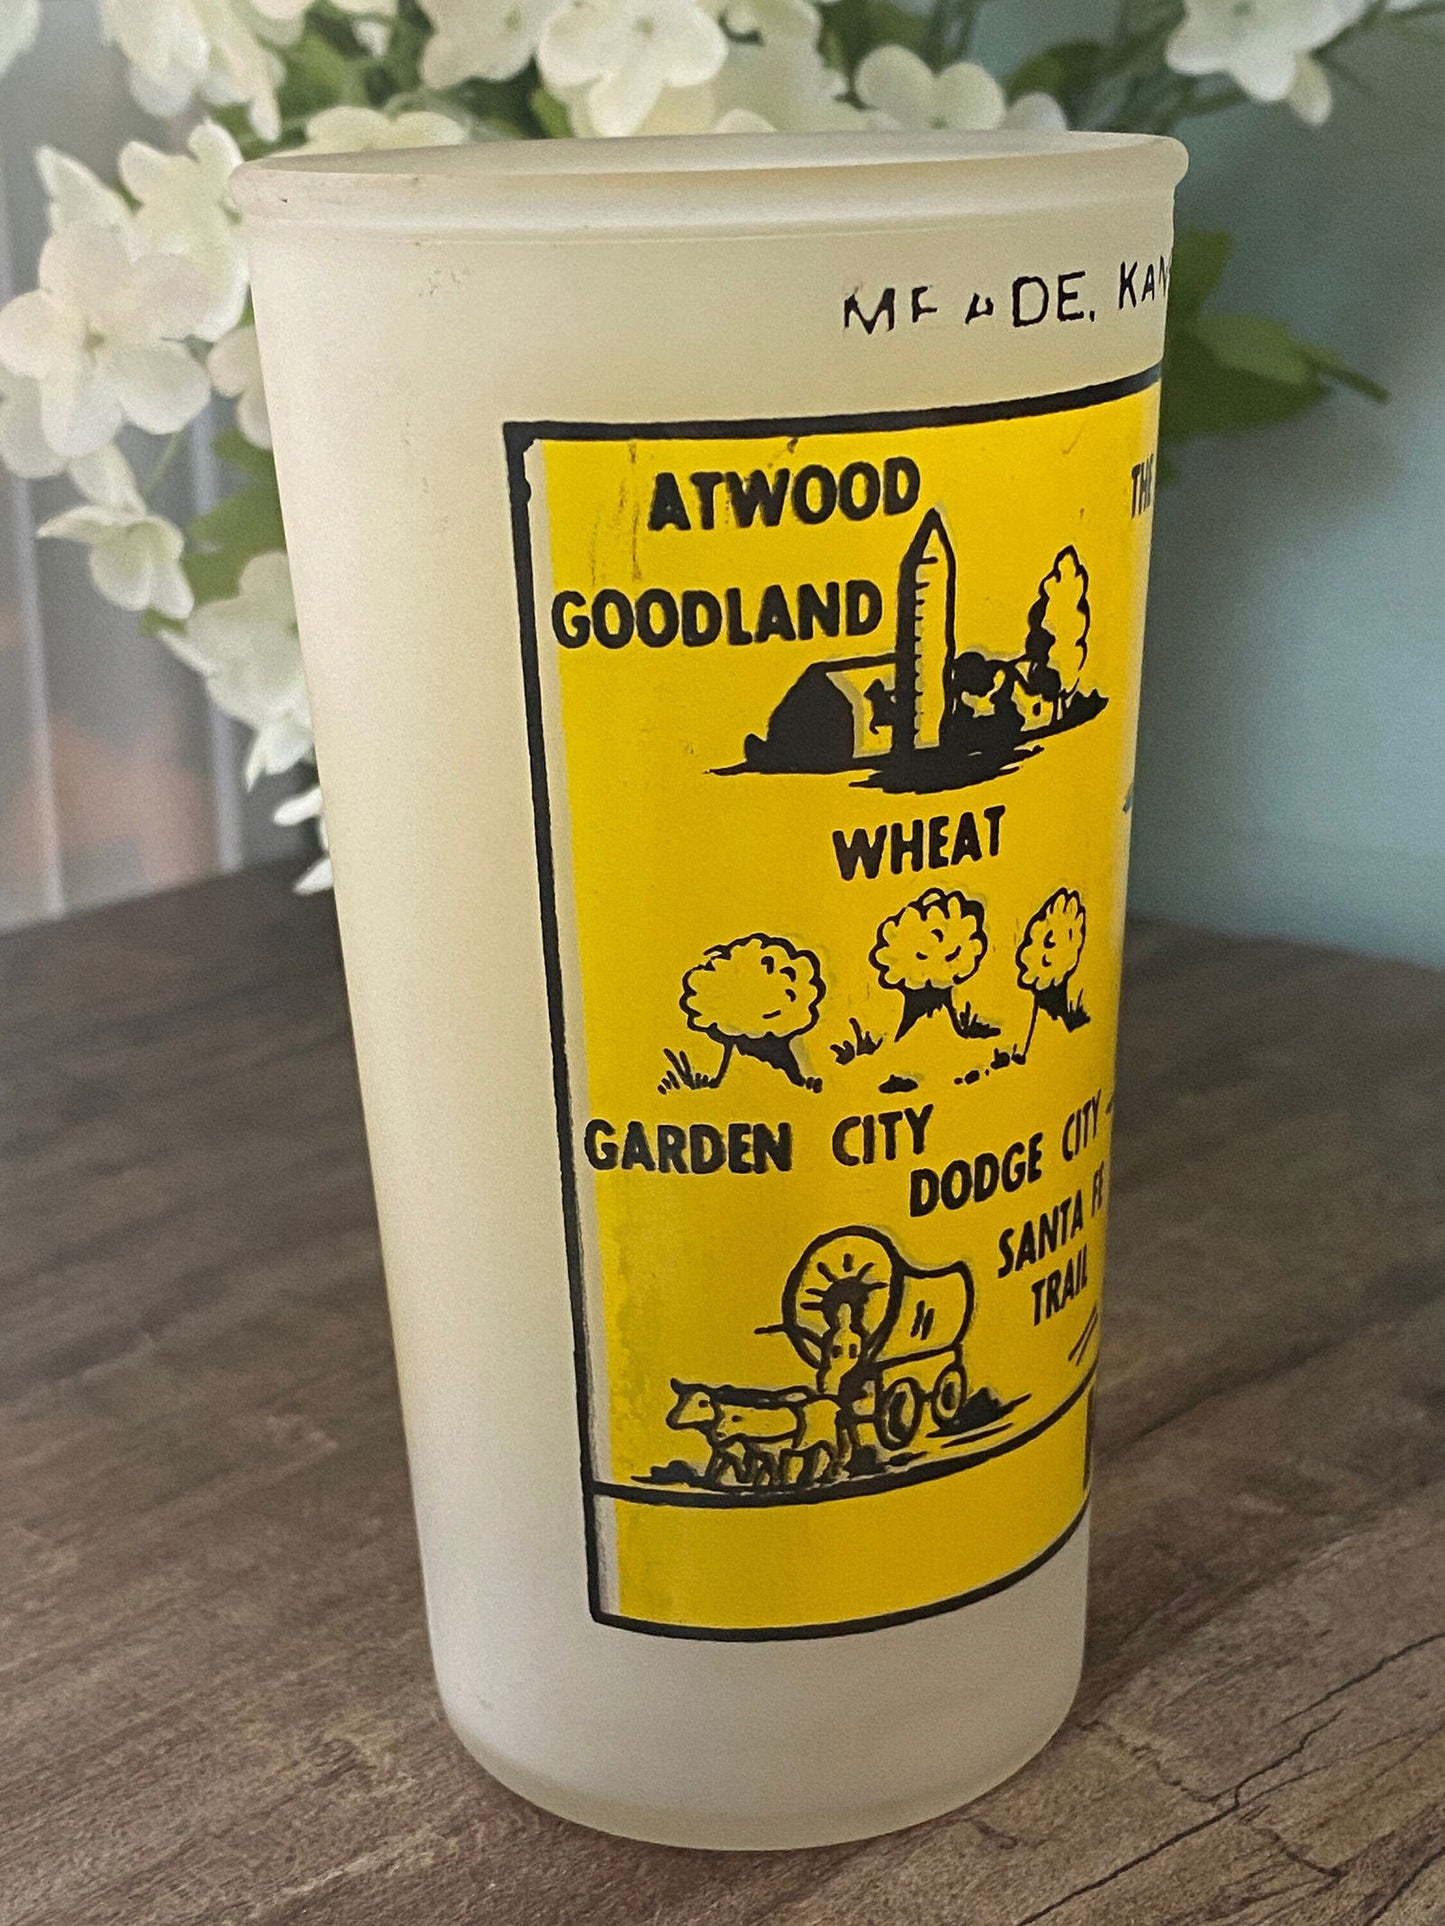 MEADE, KAN
ATWOOD
THE
GOODLAND
WHEAT
GARDEN CITY
DODGE CITY
SANTA FE
TRAIL